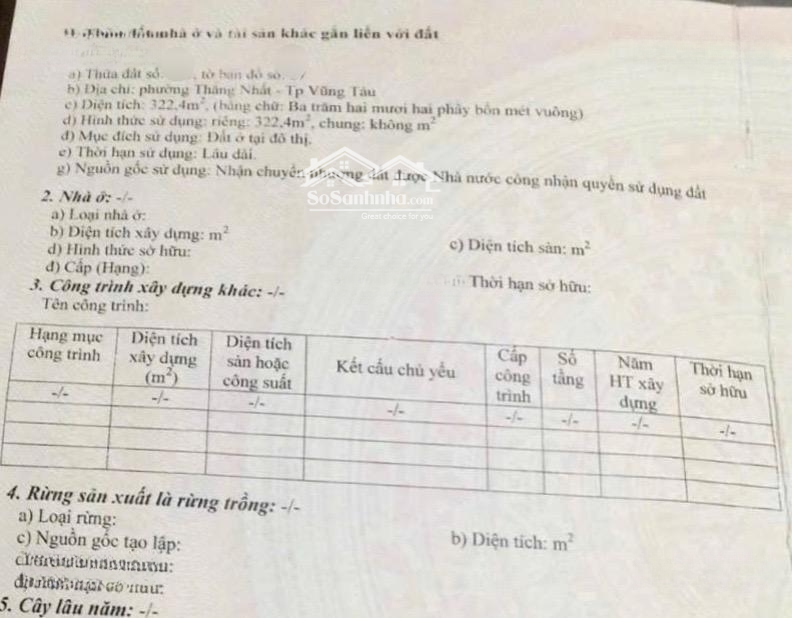 nhà ở và tài sản khác gắn liền với đất
a) Thửa đất số: , tờ bản đồ số:
b) Địa chỉ: phường Thắng Nhất - Tp Vũng Tàu
c) Diện tích: 322,4m², (bằng chữ: Ba trăm hai mươi hai phẩy bốn mét vuông)
d) Hình thức sử dụng: riêng: 322,4m², chung: không m²
đ) Mục đích sử dụng: Đất ở tại đô thị.
e) Thời hạn sử dụng: Lâu dài.
g) Nguồn gốc sử dụng: Nhận chuyển nhượng đất được Nhà nước công nhận quyền sử dụng đất
SoSanhnha.com
Great choice for you
2. Nhà ở: -/-
a) Loại nhà ở:
b) Diện tích xây dựng: m² c) Diện tích sàn: m²
d) Hình thức sở hữu:
đ) Cấp (Hạng): Thời hạn sở hữu:
3. Công trình xây dựng khác: -/-
Tên công trình:
Hạng mục công trình Diện tích xây dựng (m²) Diện tích sàn hoặc công suất Kết cấu chủ yếu Cấp công trình Số tầng Năm HT xây dựng Thời hạn sở hữu
-/- -/- -/- -/- -/- -/- -/- -/-
4. Rừng sản xuất là rừng trồng: -/-
a) Loại rừng:
b) Diện tích: m²
c) Nguồn gốc tạo lập:
5. Cây lâu năm: -/-